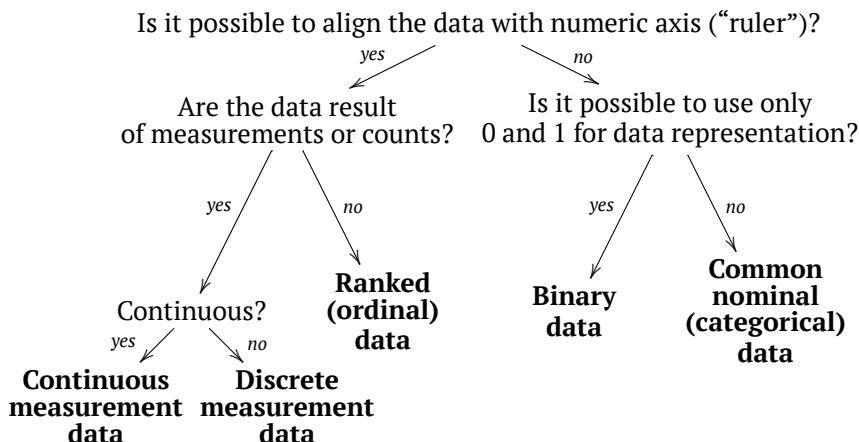 Is it possible to align the data with numeric axis (“ruler”)?
yes
no
Are the data result
of measurements or counts?
Is it possible to use only
0 and 1 for data representation?
yes
no
yes
no
Ranked
(ordinal)
data
Binary
data
Common
nominal
(categorical)
data
Continuous?
yes
no
Continuous
measurement
data
Discrete
measurement
data